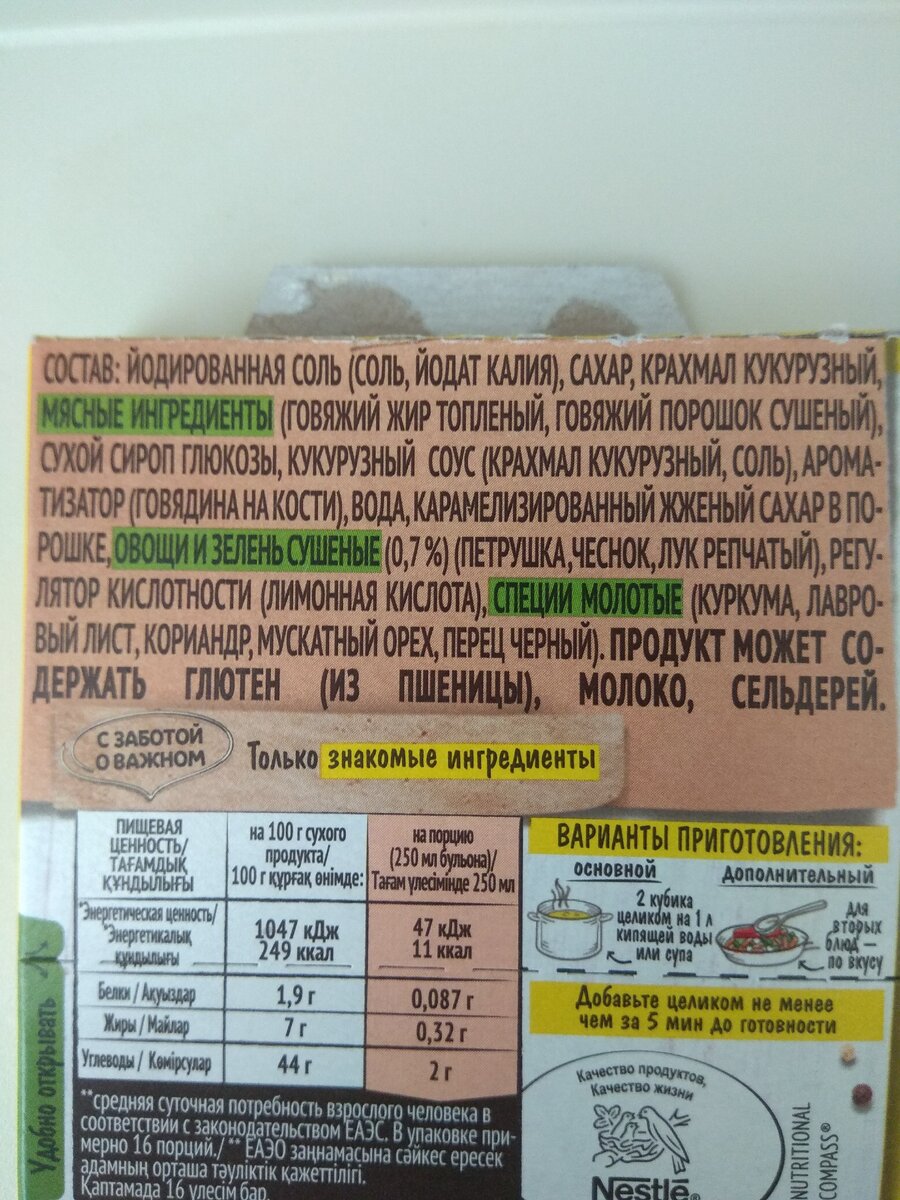 СОСТАВ: ЙОДИРОВАННАЯ СОЛЬ (СОЛЬ, ЙОДАТ КАЛИЯ), САХАР, КРАХМАЛ КУКУРУЗНЫЙ,
МЯСНЫЕ ИНГРЕДИЕНТЫ (ГОВЯЖИЙ ЖИР ТОПЛЕНЫЙ, ГОВЯЖИЙ ПОРОШОК СУШЕНЫЙ),
СУХОЙ СИРОП ГЛЮКОЗЫ, КУКУРУЗНЫЙ СОУС (КРАХМАЛ КУКУРУЗНЫЙ, СОЛЬ), АРОМА-
ТИЗАТОР (ГОВЯДИНА НА КОСТИ), ВОДА, КАРАМЕЛИЗИРОВАННЫЙ ЖЖЕНЫЙ САХАР В ПО-
РОШКЕ, ОВОЩИ И ЗЕЛЕНЬ СУШЕНЫЕ (0,7 %) (ПЕТРУШКА, ЧЕСНОК, ЛУК РЕПЧАТЫЙ), РЕГУ-
ЛЯТОР КИСЛОТНОСТИ (ЛИМОННАЯ КИСЛОТА), СПЕЦИИ МОЛОТЫЕ (КУРКУМА, ЛАВРО-
ВЫЙ ЛИСТ, КОРИАНДР, МУСКАТНЫЙ ОРЕХ, ПЕРЕЦ ЧЕРНЫЙ). ПРОДУКТ МОЖЕТ СО-
ДЕРЖАТЬ ГЛЮТЕН (ИЗ ПШЕНИЦЫ), МОЛОКО, СЕЛЬДЕРЕЙ.
С ЗАБОТОЙ
О ВАЖНОМ
Только знакомые ингредиенты
ПИЩЕВАЯ
ЦЕННОСТЬ/
ТАҒАМДЫҚ
ҚҰНДЫЛЫҒЫ
на 100 г сухого
продукта/
100 г құрғақ өнімде:
на порцию
(250 мл бульона)/
Тағам үлесімінде 250 мл
*Энергетическая ценность/
*Энергетикалық
құндылығы
1047 кДж
249 ккал
47 кДж
11 ккал
Белки / Ақуыздар
1,9 г
0,087 г
Жиры / Майлар
7 г
0,32 г
Углеводы / Көмірсулар
44 г
2 г
**средняя суточная потребность взрослого человека в
соответствии с законодательством ЕАЭС. В упаковке при-
мерно 16 порций./ ** ЕАЭО заңнамасына сәйкес ересек
адамның орташа тәуліктік қажеттілігі.
Қаптамада 16 үлесім бар.
Удобно открывать
ВАРИАНТЫ ПРИГОТОВЛЕНИЯ:
ОСНОВНОЙ
2 кубика
целиком на 1 л
кипящей воды
или супа
Дополнительный
для
вторых
блюд –
по вкусу
Добавьте целиком не менее
чем за 5 мин до готовности
Качество продуктов,
Качество жизни
Nestlé®
NUTRITIONAL
COMPASS®